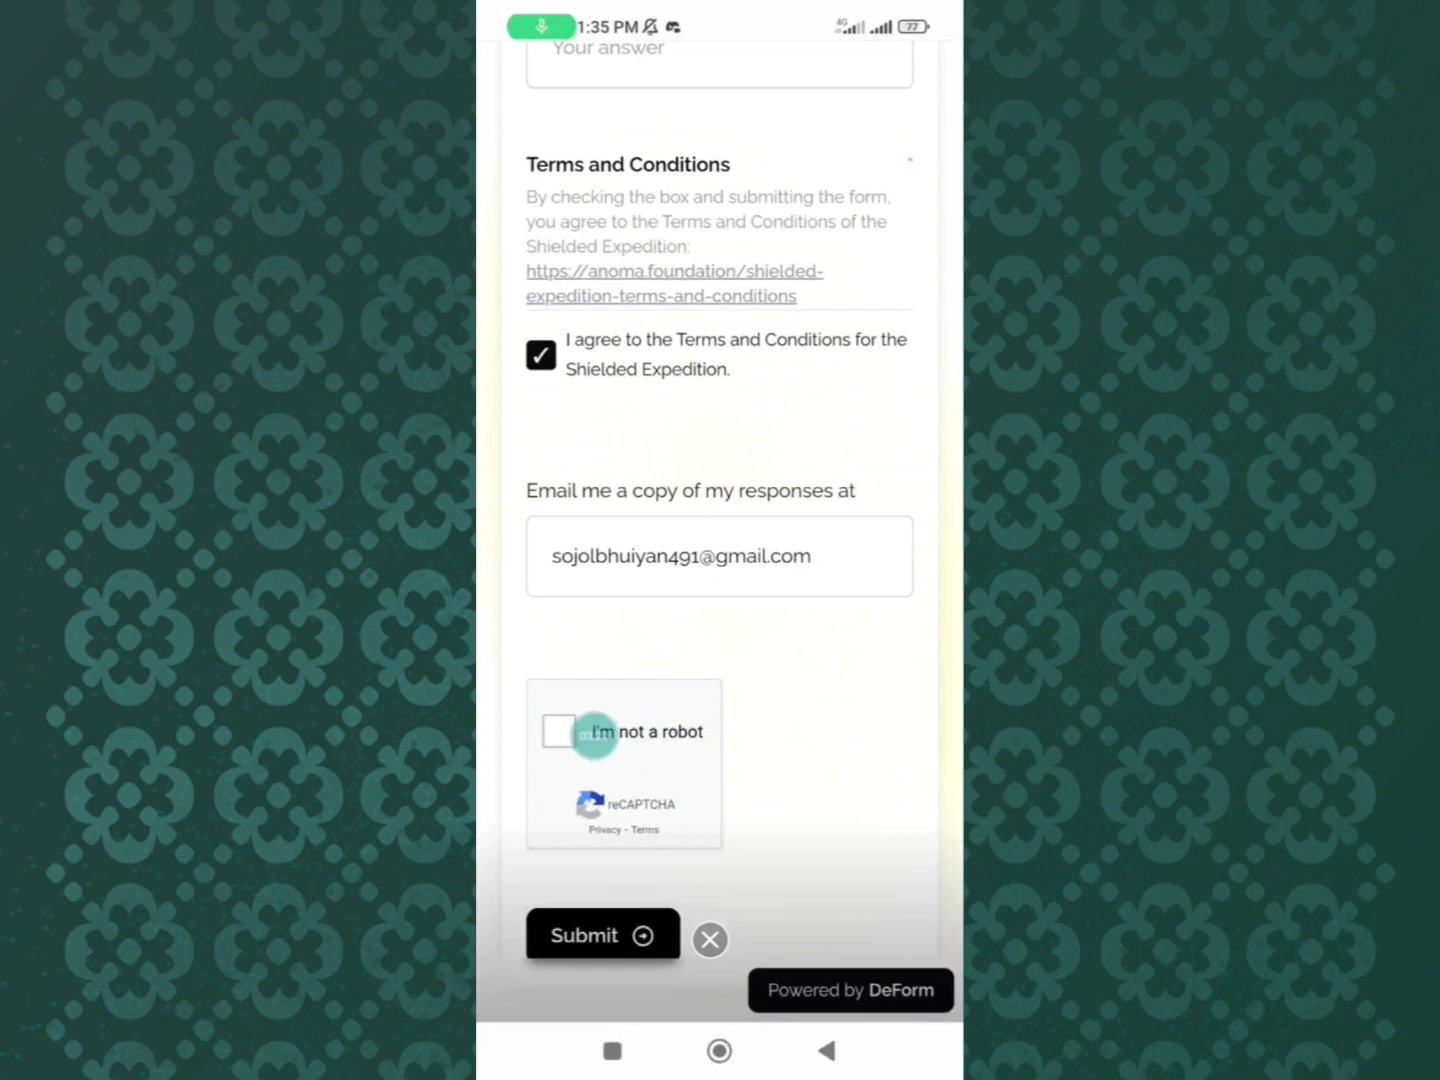 1:35 PM
4G
77
Your answer
Terms and Conditions
*
By checking the box and submitting the form,
you agree to the Terms and Conditions of the
Shielded Expedition:
https://anoma.foundation/shielded-
expedition-terms-and-conditions
I agree to the Terms and Conditions for the
Shielded Expedition.
Email me a copy of my responses at
sojolbhuiyan491@gmail.com
I'm not a robot
reCAPTCHA
Privacy - Terms
Submit
Powered by DeForm